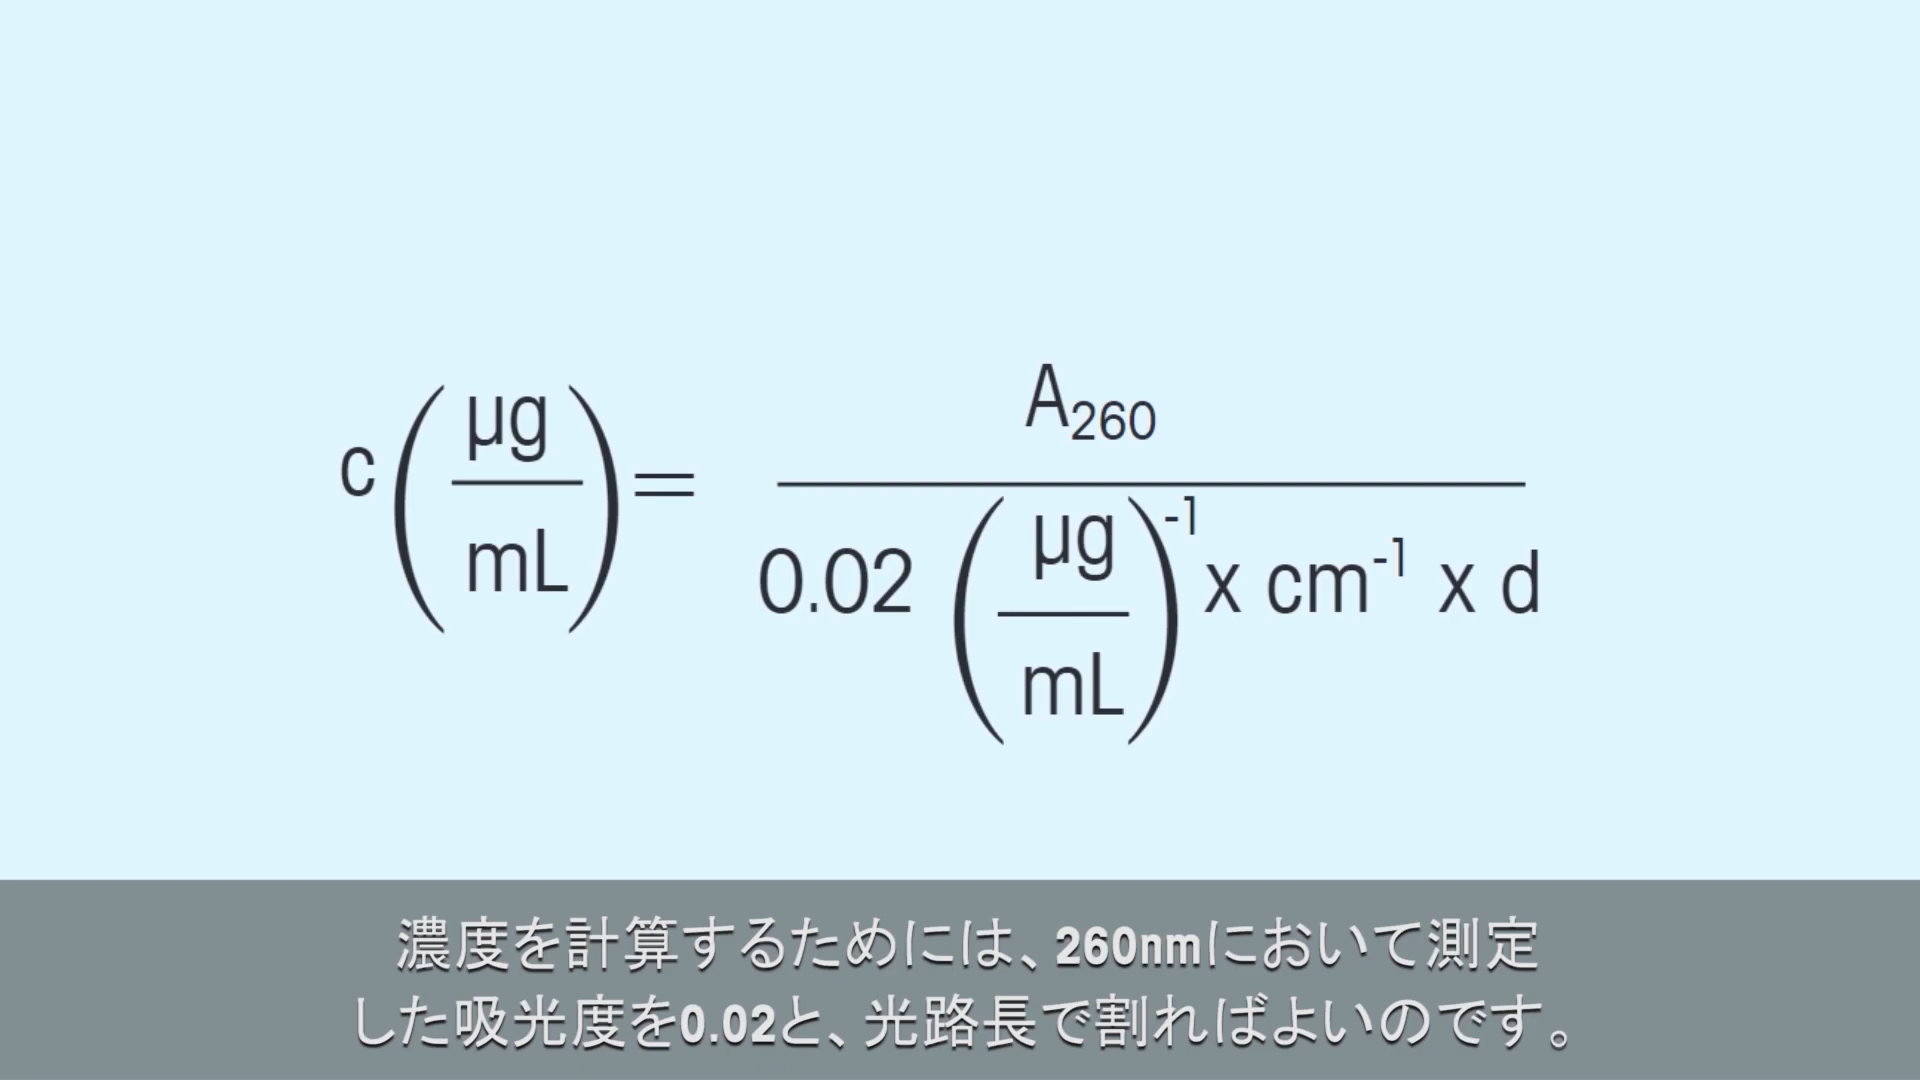 c(µg/mL) = A260
0.02 (µg/mL)-1 x cm-1 x d
濃度を計算するためには、260nmにおいて測定
した吸光度を0.02と、光路長で割ればよいのです。